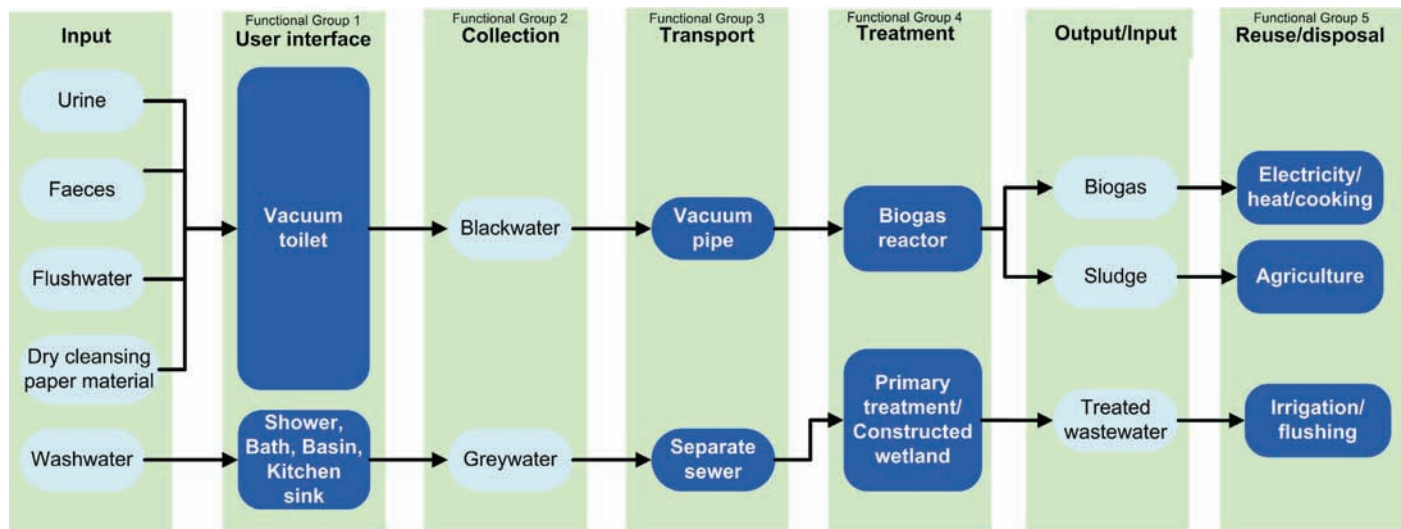 Input
Functional Group 1
User interface
Functional Group 2
Collection
Functional Group 3
Transport
Functional Group 4
Treatment
Output/Input
Functional Group 5
Reuse/disposal
Urine
Faeces
Flushwater
Dry cleansing
paper material
Washwater
Vacuum
toilet
Shower,
Bath, Basin,
Kitchen
sink
Blackwater
Greywater
Vacuum
pipe
Separate
sewer
Biogas
reactor
Primary
treatment/
Constructed
wetland
Biogas
Sludge
Treated
wastewater
Electricity/
heat/cooking
Agriculture
Irrigation/
flushing